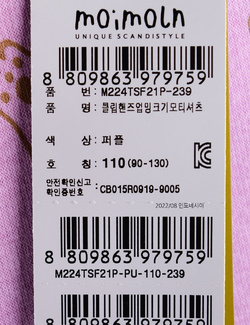 moimoln
UNIQUE SCANDISTYLE
8 809863 979759
품 번: M224TSF21P-239
품 명: 클림핸즈업밍크기모티셔츠
색 상: 퍼플
호 칭: 110(90-130)
안전확인신고
확인증번호 : CB015R0919-9005
2022/08 인도네시아
M224TSF21P-PU-110-239
8 809863 979759